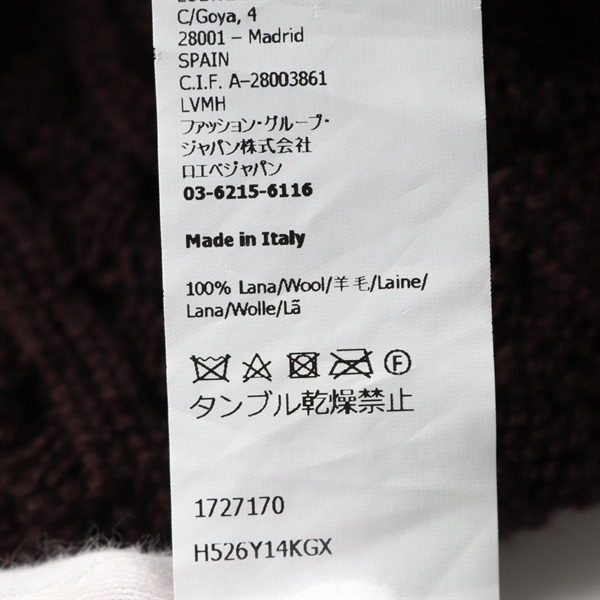 C/Goya, 4
28001 – Madrid
SPAIN
C.I.F. A-28003861
LVMH
ファッション・グループ・
ジャパン株式会社
ロエベジャパン
03-6215-6116
Made in Italy
100% Lana/Wool/羊毛/Laine/
Lana/Wolle/Lã
F
タンブル乾燥禁止
1727170
H526Y14KGX